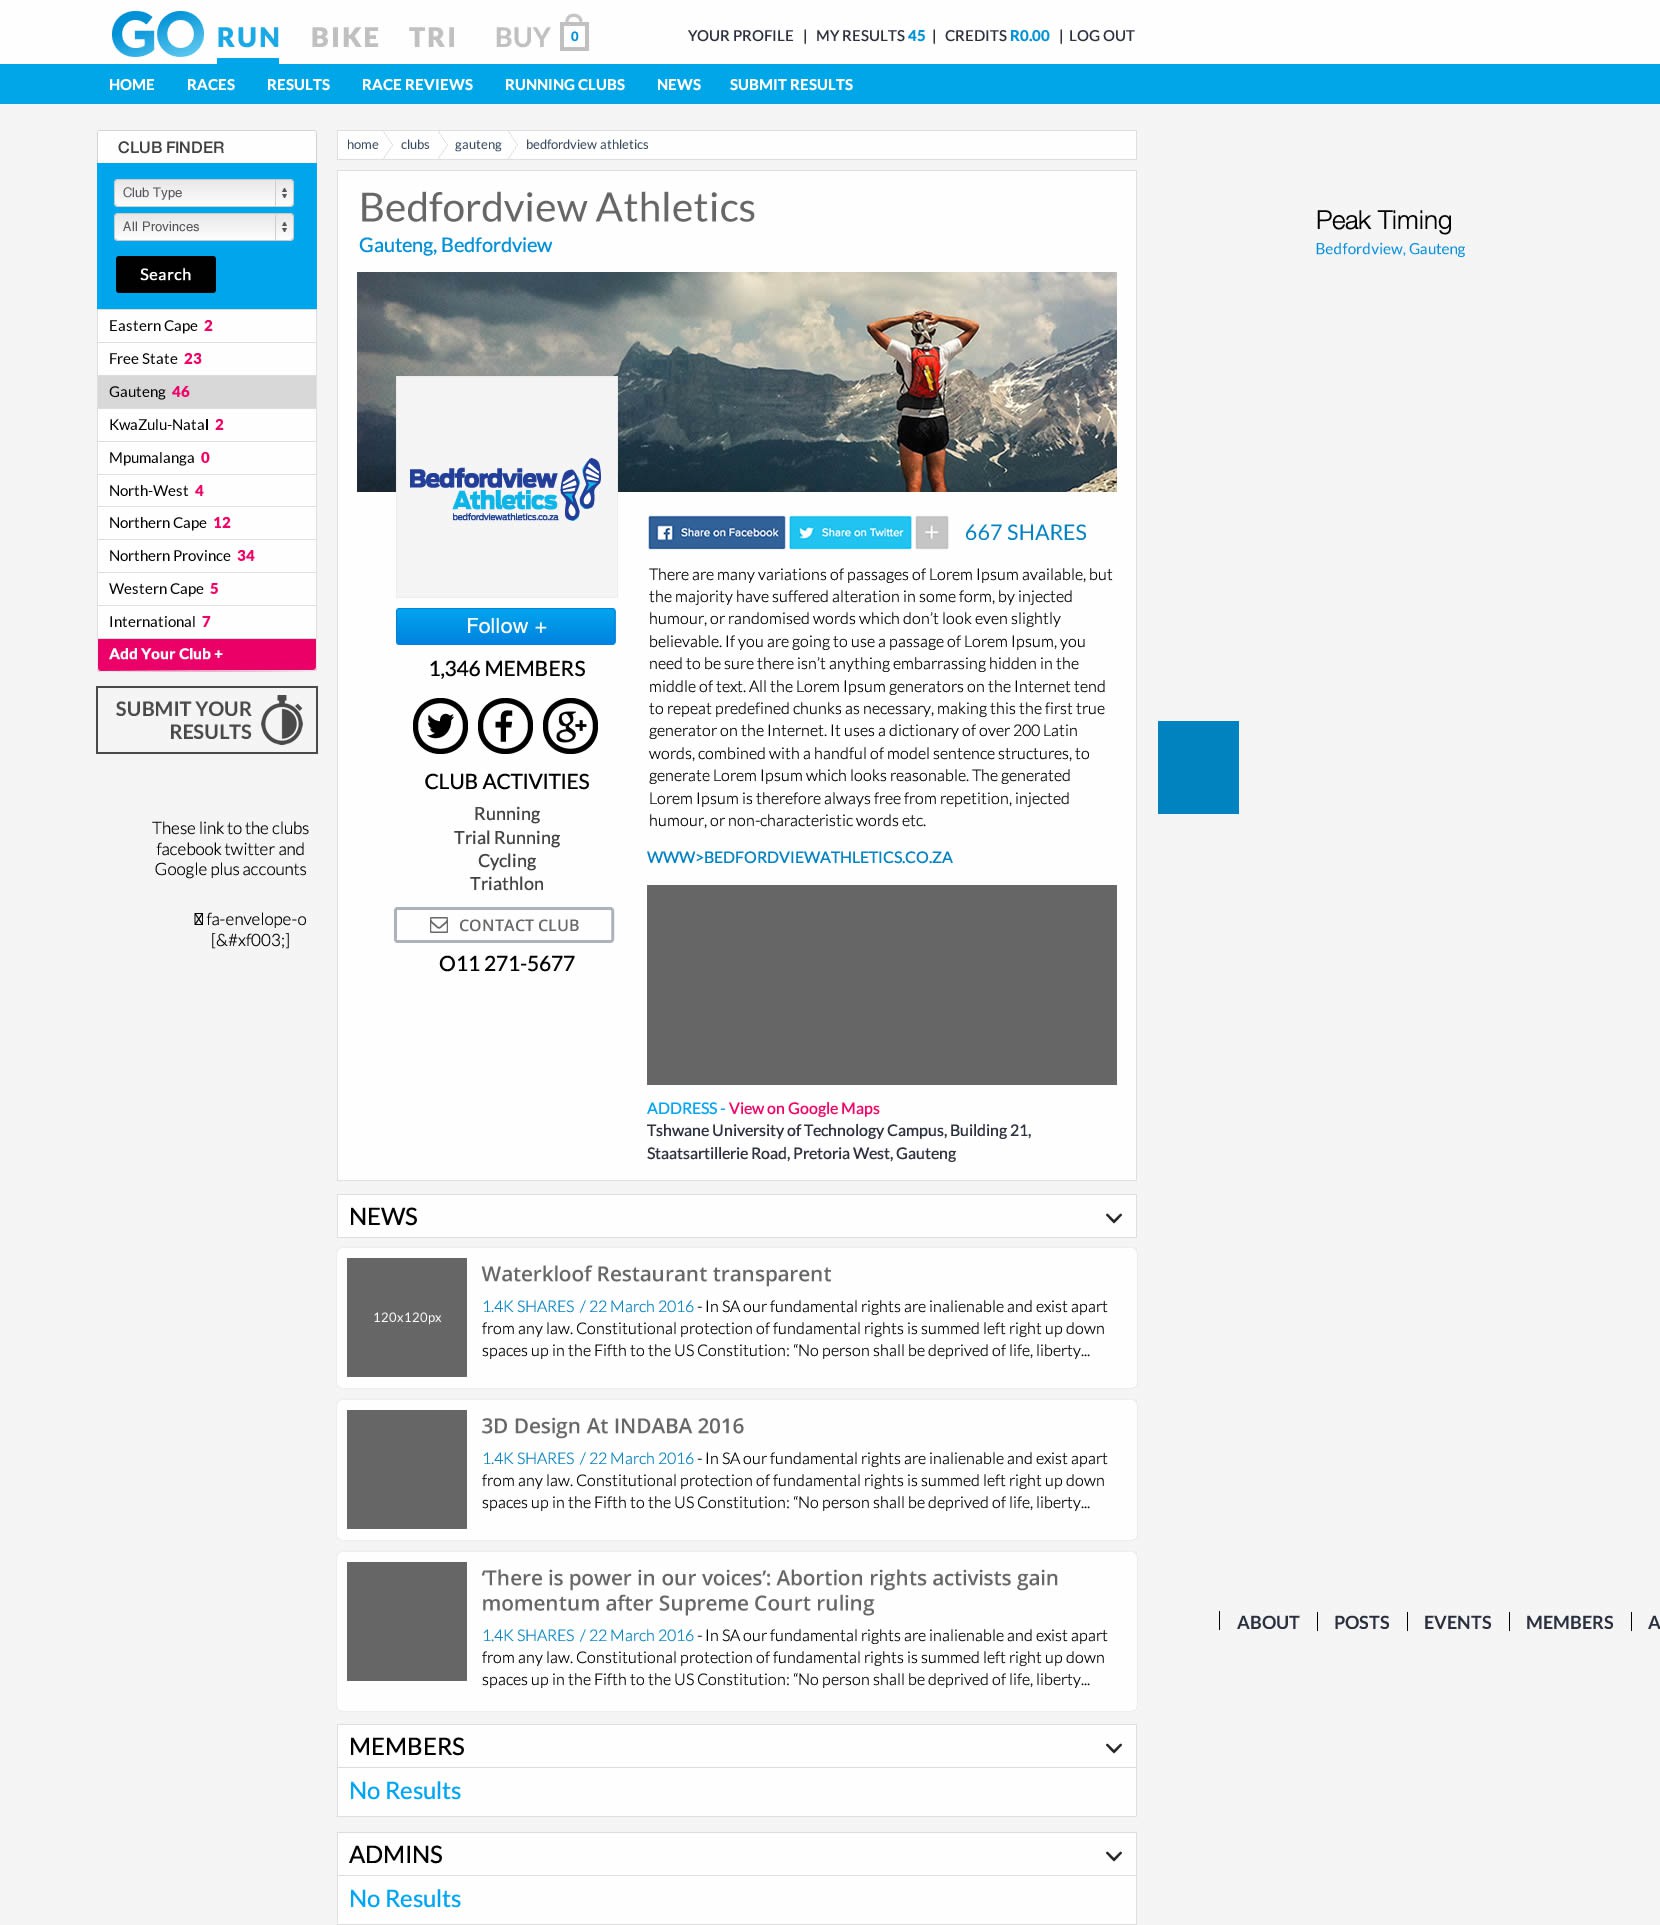 GO RUN BIKE TRI BUY 0 YOUR PROFILE | MY RESULTS 45 | CREDITS R0.00 | LOG OUT
HOME RACES RESULTS RACE REVIEWS RUNNING CLUBS NEWS SUBMIT RESULTS
CLUB FINDER
Club Type
All Provinces
Search
Eastern Cape 2
Free State 23
Gauteng 46
KwaZulu-Natal 2
Mpumalanga 0
North-West 4
Northern Cape 12
Northern Province 34
Western Cape 5
International 7
Add Your Club +
SUBMIT YOUR
RESULTS
These link to the clubs
facebook twitter and
Google plus accounts
fa-envelope-o
[&#xf003;]
home clubs gauteng bedfordview athletics
Bedfordview Athletics
Gauteng, Bedfordview
Bedfordview
Athletics
bedfordviewathletics.co.za
Follow +
1,346 MEMBERS
CLUB ACTIVITIES
Running
Trial Running
Cycling
Triathlon
CONTACT CLUB
O11 271-5677
Share on Facebook Share on Twitter + 667 SHARES
There are many variations of passages of Lorem Ipsum available, but
the majority have suffered alteration in some form, by injected
humour, or randomised words which don't look even slightly
believable. If you are going to use a passage of Lorem Ipsum, you
need to be sure there isn't anything embarrassing hidden in the
middle of text. All the Lorem Ipsum generators on the Internet tend
to repeat predefined chunks as necessary, making this the first true
generator on the Internet. It uses a dictionary of over 200 Latin
words, combined with a handful of model sentence structures, to
generate Lorem Ipsum which looks reasonable. The generated
Lorem Ipsum is therefore always free from repetition, injected
humour, or non-characteristic words etc.
WWW>BEDFORDVIEWATHLETICS.CO.ZA
ADDRESS - View on Google Maps
Tshwane University of Technology Campus, Building 21,
Staatsartillerie Road, Pretoria West, Gauteng
NEWS
120x120px
Waterkloof Restaurant transparent
1.4K SHARES / 22 March 2016 - In SA our fundamental rights are inalienable and exist apart
from any law. Constitutional protection of fundamental rights is summed left right up down
spaces up in the Fifth to the US Constitution: “No person shall be deprived of life, liberty...
3D Design At INDABA 2016
1.4K SHARES / 22 March 2016 - In SA our fundamental rights are inalienable and exist apart
from any law. Constitutional protection of fundamental rights is summed left right up down
spaces up in the Fifth to the US Constitution: “No person shall be deprived of life, liberty...
‘There is power in our voices’: Abortion rights activists gain
momentum after Supreme Court ruling
1.4K SHARES / 22 March 2016 - In SA our fundamental rights are inalienable and exist apart
from any law. Constitutional protection of fundamental rights is summed left right up down
spaces up in the Fifth to the US Constitution: “No person shall be deprived of life, liberty...
MEMBERS
No Results
ADMINS
No Results
Peak Timing
Bedfordview, Gauteng
| ABOUT | POSTS | EVENTS | MEMBERS | A